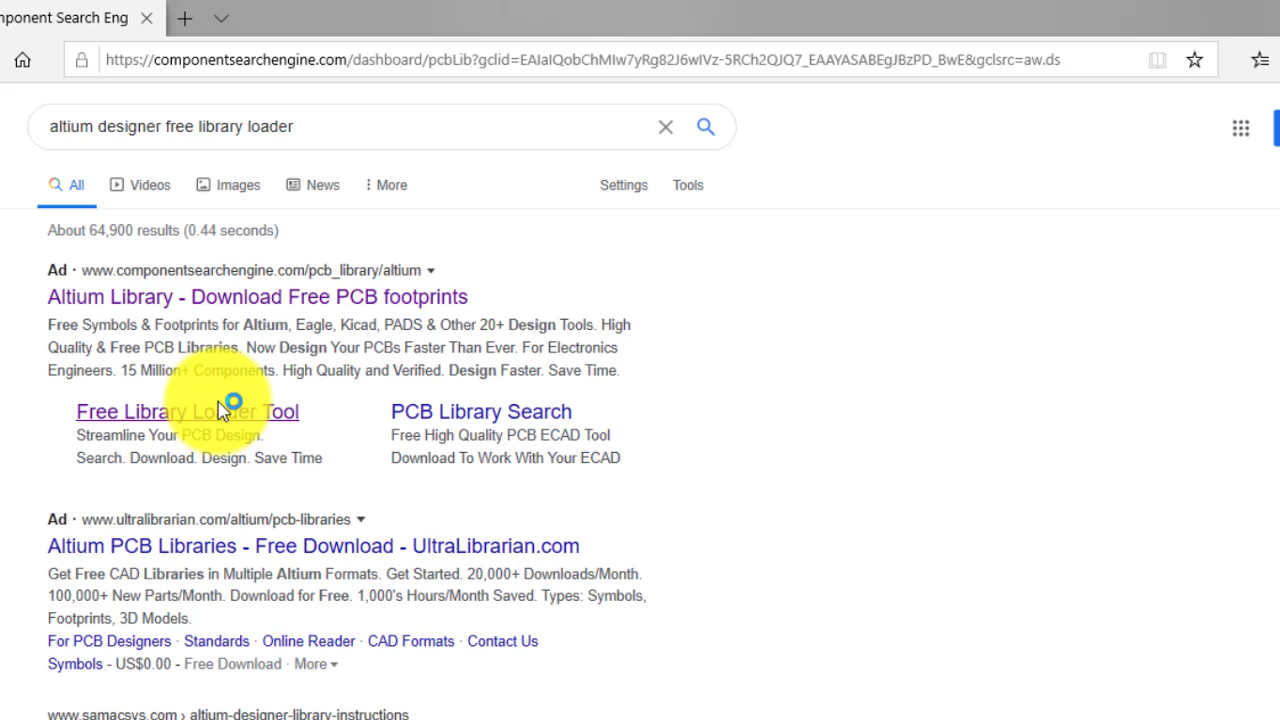 mponent Search Eng
https://componentsearchengine.com/dashboard/pcbLib?gclid=EAIaIQobChMIw7yRg82J6wIVz-5RCh2QJQ7_EAAYASABEgJBzPD_BwE&gclsrc=aw.ds
altium designer free library loader
All Videos Images News More Settings Tools
About 64,900 results (0.44 seconds)
Ad · www.componentsearchengine.com/pcb_library/altium
Altium Library - Download Free PCB footprints
Free Symbols & Footprints for Altium, Eagle, Kicad, PADS & Other 20+ Design Tools. High
Quality & Free PCB Libraries. Now Design Your PCBs Faster Than Ever. For Electronics
Engineers. 15 Million+ Components. High Quality and Verified. Design Faster. Save Time.
Free Library Loader Tool
Streamline Your PCB Design.
Search. Download. Design. Save Time
PCB Library Search
Free High Quality PCB ECAD Tool
Download To Work With Your ECAD
Ad · www.ultralibrarian.com/altium/pcb-libraries
Altium PCB Libraries - Free Download - UltraLibrarian.com
Get Free CAD Libraries in Multiple Altium Formats. Get Started. 20,000+ Downloads/Month.
100,000+ New Parts/Month. Download for Free. 1,000's Hours/Month Saved. Types: Symbols,
Footprints, 3D Models.
For PCB Designers · Standards · Online Reader · CAD Formats · Contact Us
Symbols - US$0.00 - Free Download · More
www.samacsys.com › altium-designer-library-instructions